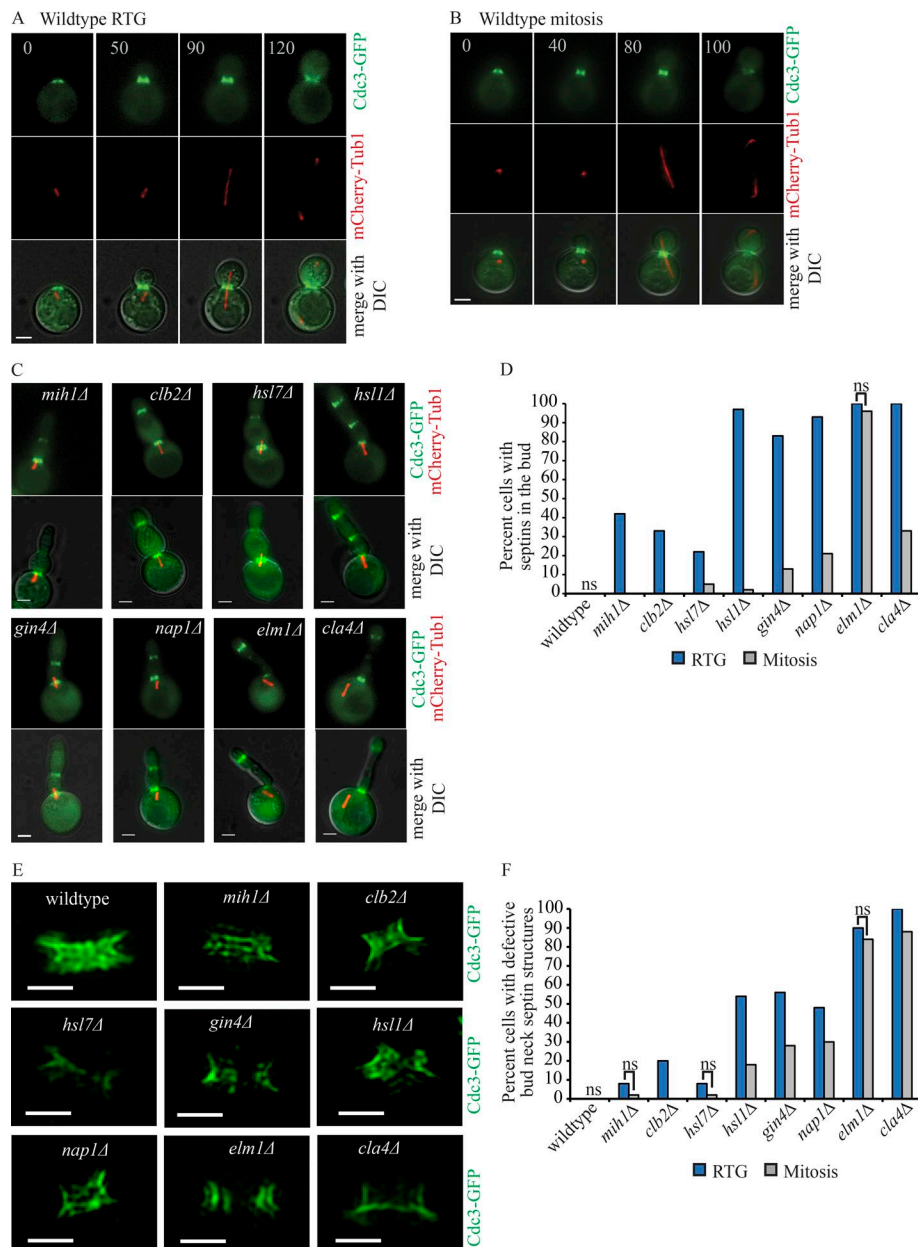 A Wildtype RTG
0 50 90 120
Cdc3-GFP
mCherry-Tub1
merge with
DIC
B Wildtype mitosis
0 40 80 100
Cdc3-GFP
mCherry-Tub1
merge with
DIC
C
mih1Δ clb2Δ hsl7Δ hsl1Δ
Cdc3-GFP
mCherry-Tub1
merge with
DIC
gin4Δ nap1Δ elm1Δ cla4Δ
Cdc3-GFP
mCherry-Tub1
merge with
DIC
D
Percent cells with
septins in the bud
100
90
80
70
60
50
40
30
20
10
0
ns
ns
wildtype mih1Δ clb2Δ hsl7Δ hsl1Δ gin4Δ nap1Δ elm1Δ cla4Δ
RTG Mitosis
E
wildtype mih1Δ clb2Δ
Cdc3-GFP
hsl7Δ gin4Δ hsl1Δ
Cdc3-GFP
nap1Δ elm1Δ cla4Δ
Cdc3-GFP
F
Percent cells with defective
bud neck septin structures
100
90
80
70
60
50
40
30
20
10
0
ns ns ns ns
wildtype mih1Δ clb2Δ hsl7Δ hsl1Δ gin4Δ nap1Δ elm1Δ cla4Δ
RTG Mitosis